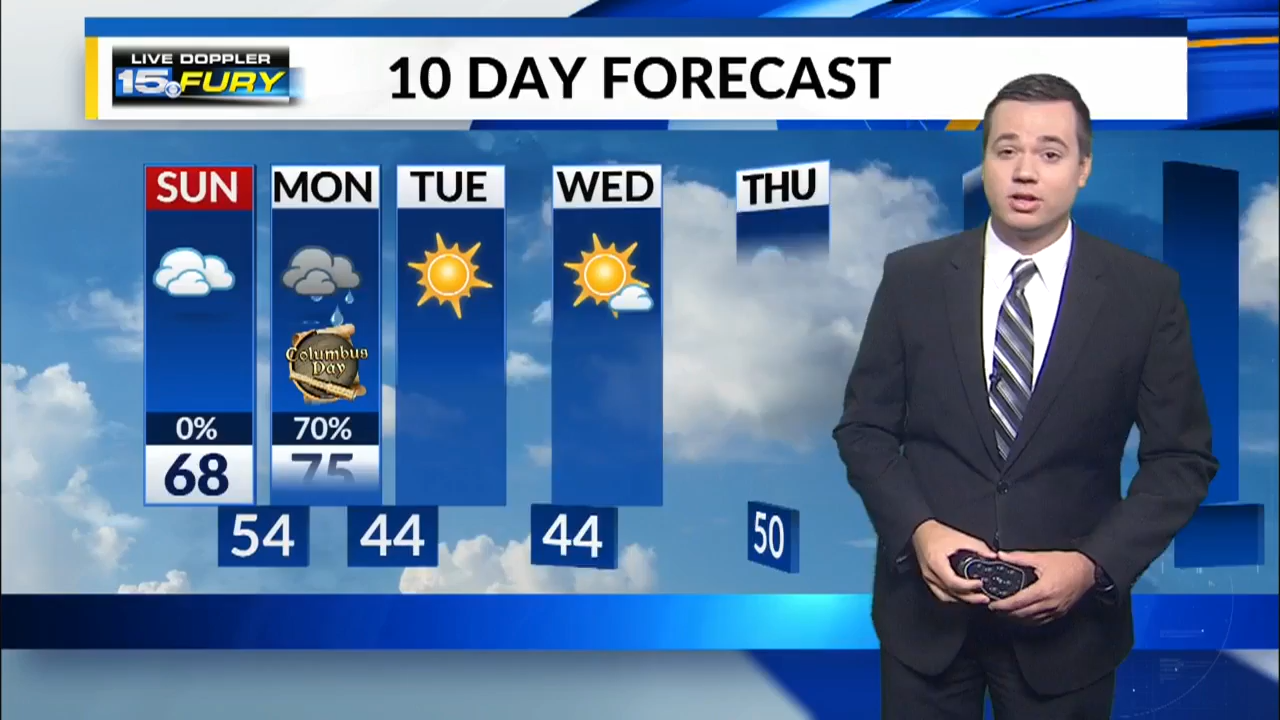 LIVE DOPPLER
15 FURY
10 DAY FORECAST
SUN MON TUE WED THU
Columbus
Day
0% 70%
68 75
54 44 44 50